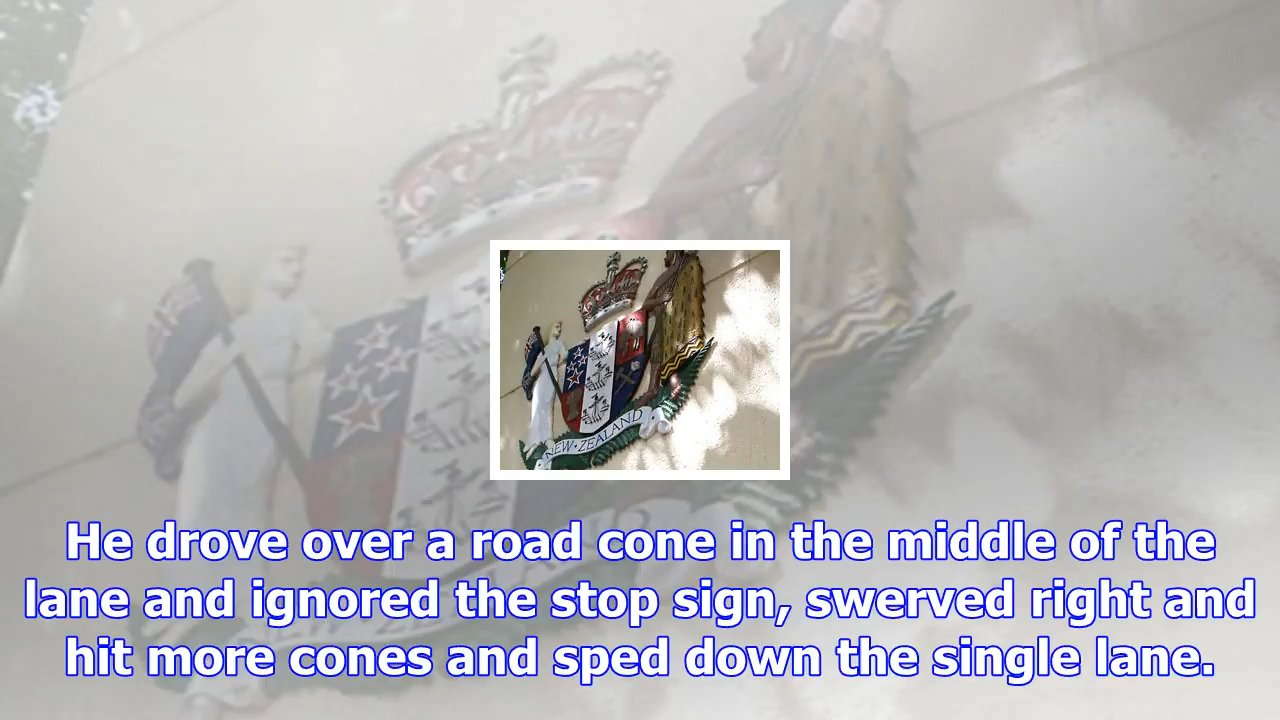 NEW·ZEALAND
He drove over a road cone in the middle of the
lane and ignored the stop sign, swerved right and
hit more cones and sped down the single lane.